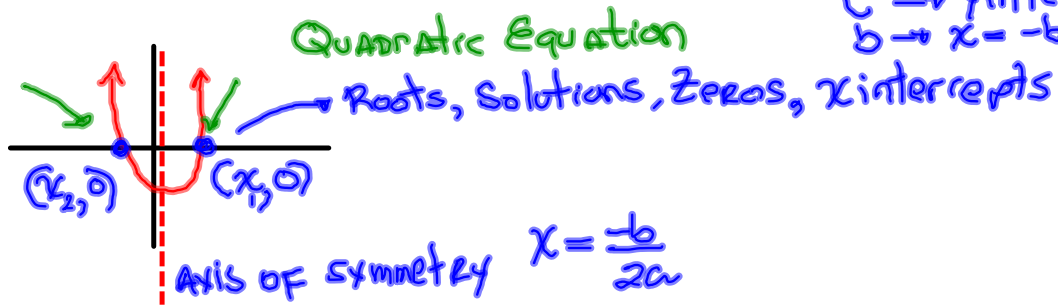 Quadratic Equation
b → x = -b
Roots, Solutions, Zeros, x intercepts
(x₂,0)
(x₁,0)
Axis of symmetry
x = -b/2a